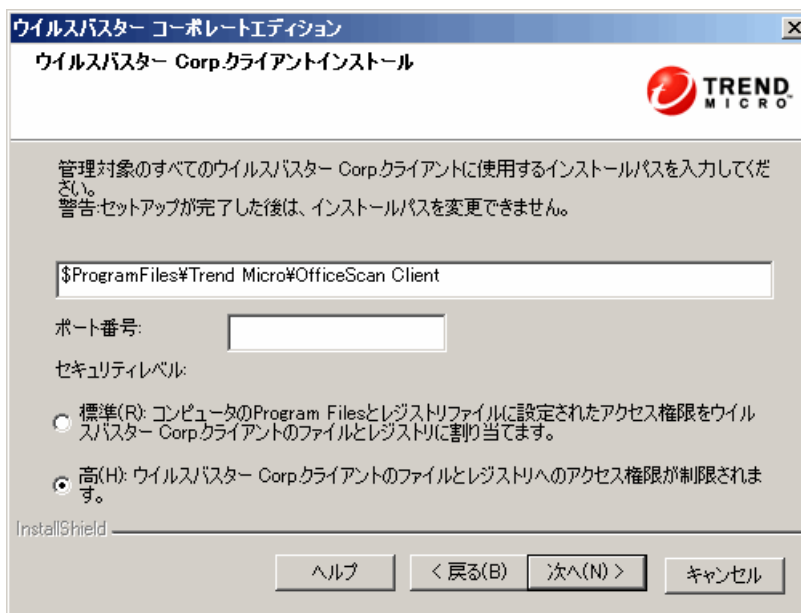 ウイルスバスター コーポレートエディション
ウイルスバスター Corp.クライアントインストール
TREND
MICRO™
管理対象のすべてのウイルスバスター Corp.クライアントに使用するインストールパスを入力してくだ
さい。
警告:セットアップが完了した後は、インストールパスを変更できません。
$ProgramFiles¥Trend Micro¥OfficeScan Client
ポート番号:
セキュリティレベル:
標準(R): コンピュータのProgram Filesとレジストリファイルに設定されたアクセス権限をウイル
スバスター Corp.クライアントのファイルとレジストリに割り当てます。
高(H): ウイルスバスター Corp.クライアントのファイルとレジストリへのアクセス権限が制限されま
す。
InstallShield
ヘルプ
< 戻る(B)
次へ(N) >
キャンセル